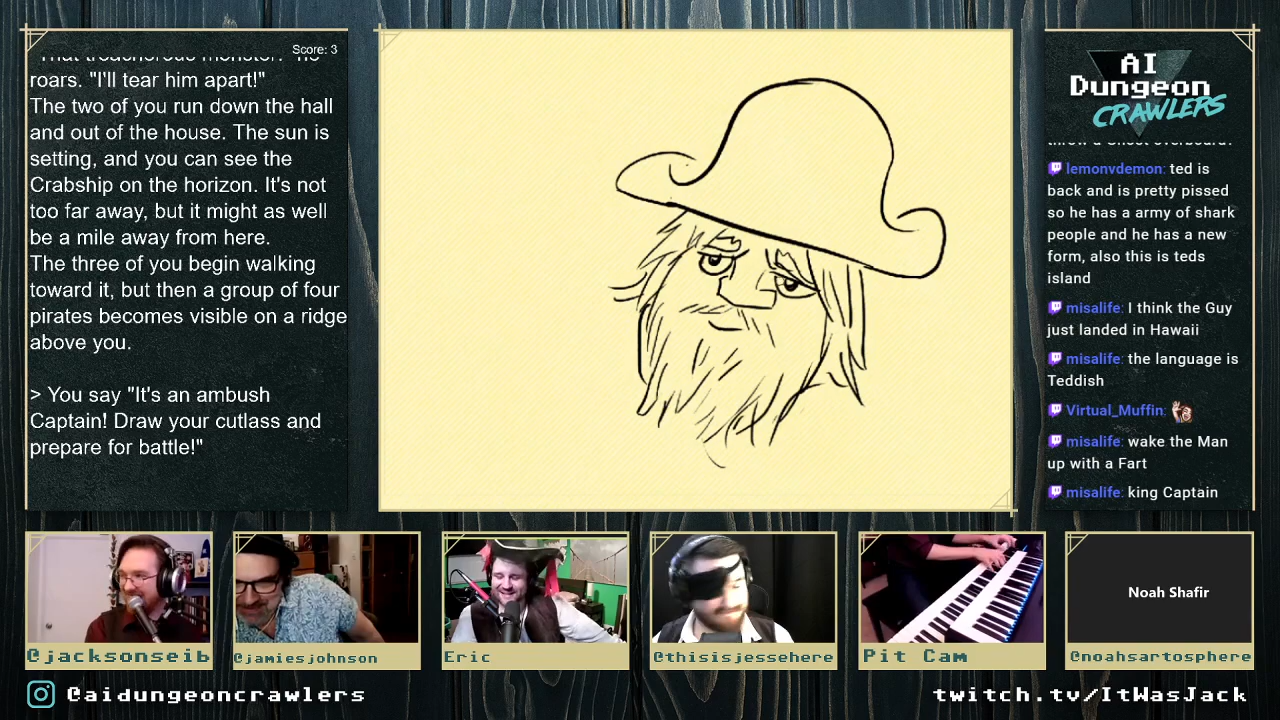 Score: 3
roars. "I'll tear him apart!"
The two of you run down the hall
and out of the house. The sun is
setting, and you can see the
Crabship on the horizon. It's not
too far away, but it might as well
be a mile away from here.
The three of you begin walking
toward it, but then a group of four
pirates becomes visible on a ridge
above you.
> You say "It's an ambush
Captain! Draw your cutlass and
prepare for battle!"
AI
Dungeon
CRAWLERS
lemonvdemon: ted is
back and is pretty pissed
so he has a army of shark
people and he has a new
form, also this is teds
island
misalife: I think the Guy
just landed in Hawaii
misalife: the language is
Teddish
Virtual_Muffin:
misalife: wake the Man
up with a Fart
misalife: king Captain
Noah Shafir
@jacksonseib
@jamiesjohnson
Eric
@thisisjessehere
Pit Cam
@noahsartosphere
@aidungeoncrawlers
twitch.tv/ItWasJack